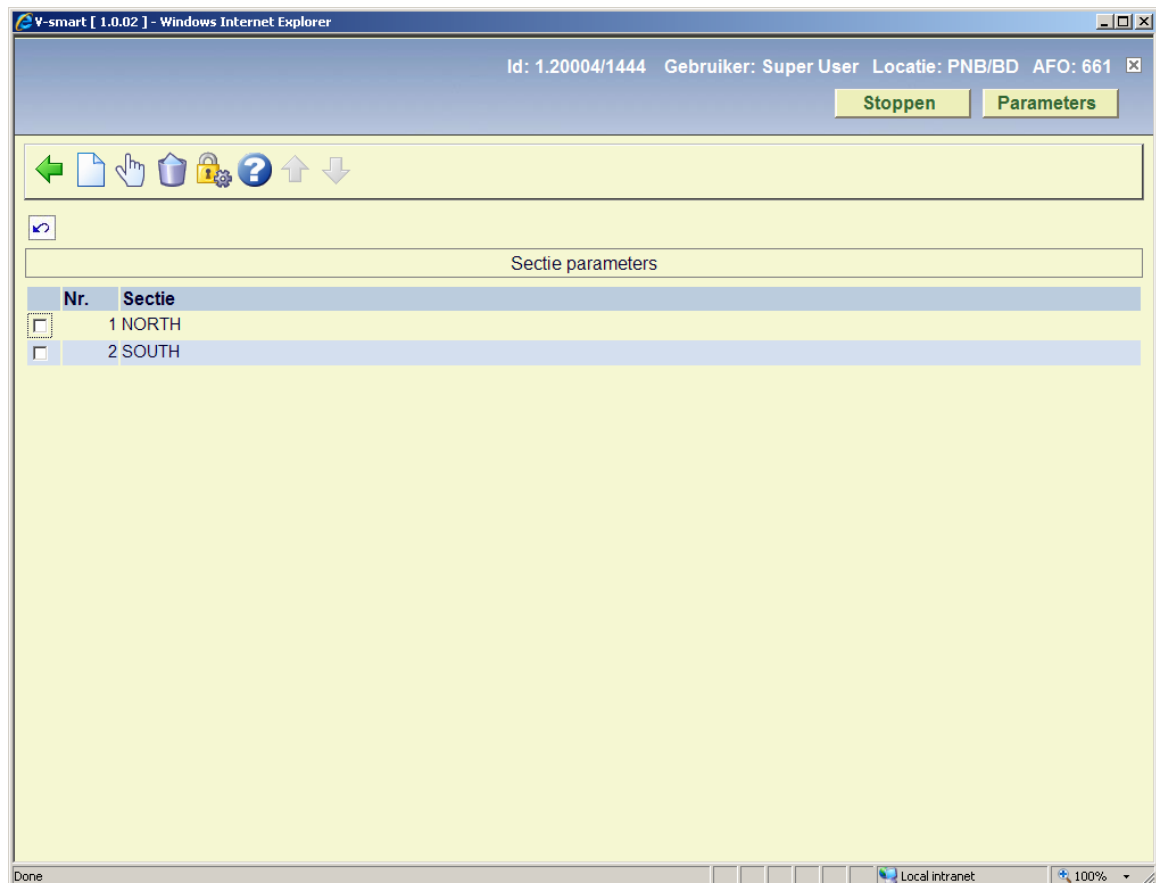 V-smart [ 1.0.02 ] - Windows Internet Explorer
Id: 1.20004/1444 Gebruiker: Super User Locatie: PNB/BD AFO: 661
Stoppen Parameters
Sectie parameters
Nr. Sectie
1 NORTH
2 SOUTH
Done Local intranet 100%